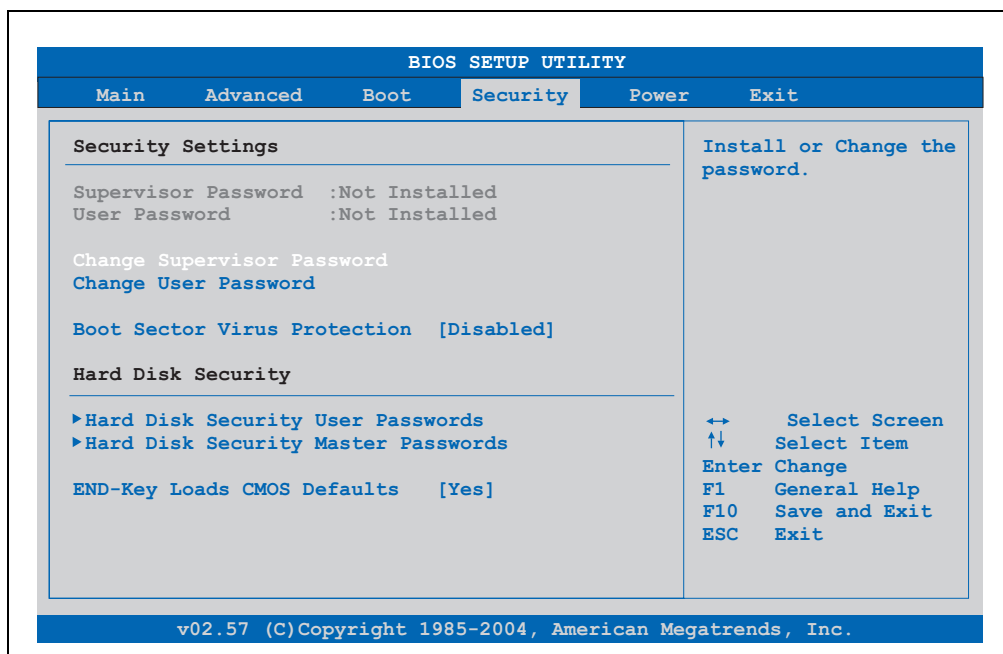 BIOS SETUP UTILITY
Main Advanced Boot Security Power Exit
Security Settings
Supervisor Password :Not Installed
User Password :Not Installed
Change Supervisor Password
Change User Password
Boot Sector Virus Protection [Disabled]
Hard Disk Security
Hard Disk Security User Passwords
Hard Disk Security Master Passwords
END-Key Loads CMOS Defaults [Yes]
Install or Change the
password.
↔ Select Screen
↑↓ Select Item
Enter Change
F1 General Help
F10 Save and Exit
ESC Exit
v02.57 (C)Copyright 1985-2004, American Megatrends, Inc.